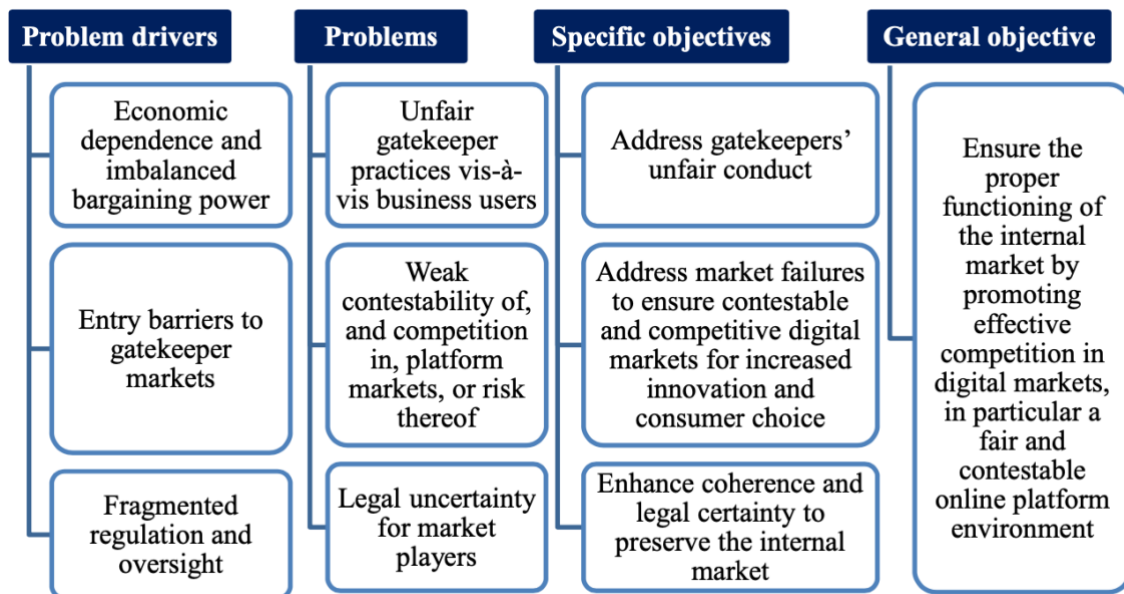 Problem drivers
Economic
dependence and
imbalanced
bargaining power
Entry barriers to
gatekeeper
markets
Fragmented
regulation and
oversight
Problems
Unfair
gatekeeper
practices vis-à-
vis business users
Weak
contestability of,
and competition
in, platform
markets, or risk
thereof
Legal uncertainty
for market
players
Specific objectives
Address gatekeepers’
unfair conduct
Address market failures
to ensure contestable
and competitive digital
markets for increased
innovation and
consumer choice
Enhance coherence and
legal certainty to
preserve the internal
market
General objective
Ensure the
proper
functioning of
the internal
market by
promoting
effective
competition in
digital markets,
in particular a
fair and
contestable
online platform
environment